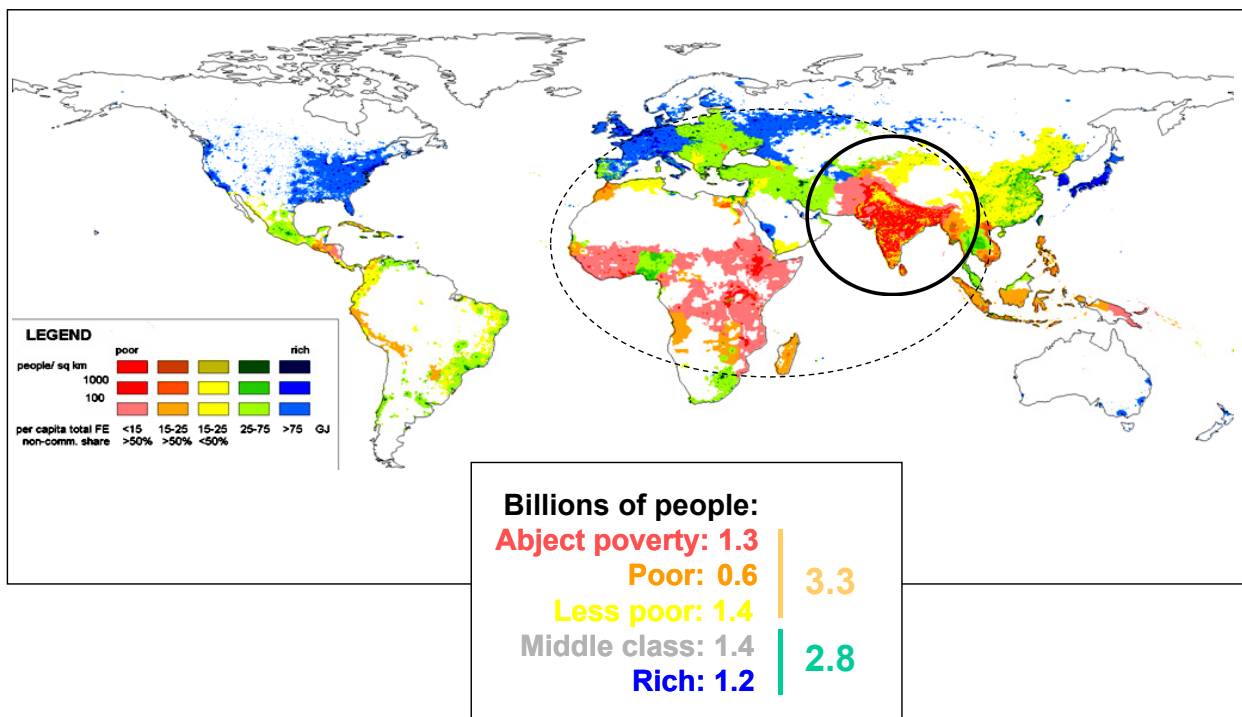 LEGEND
poor rich
people/ sq km
1000
100
per capita total FE <15 15-25 15-25 25-75 >75 GJ
non-comm. share >50% >50% <50%
Billions of people:
Abject poverty: 1.3
Poor: 0.6
3.3
Less poor: 1.4
Middle class: 1.4
2.8
Rich: 1.2